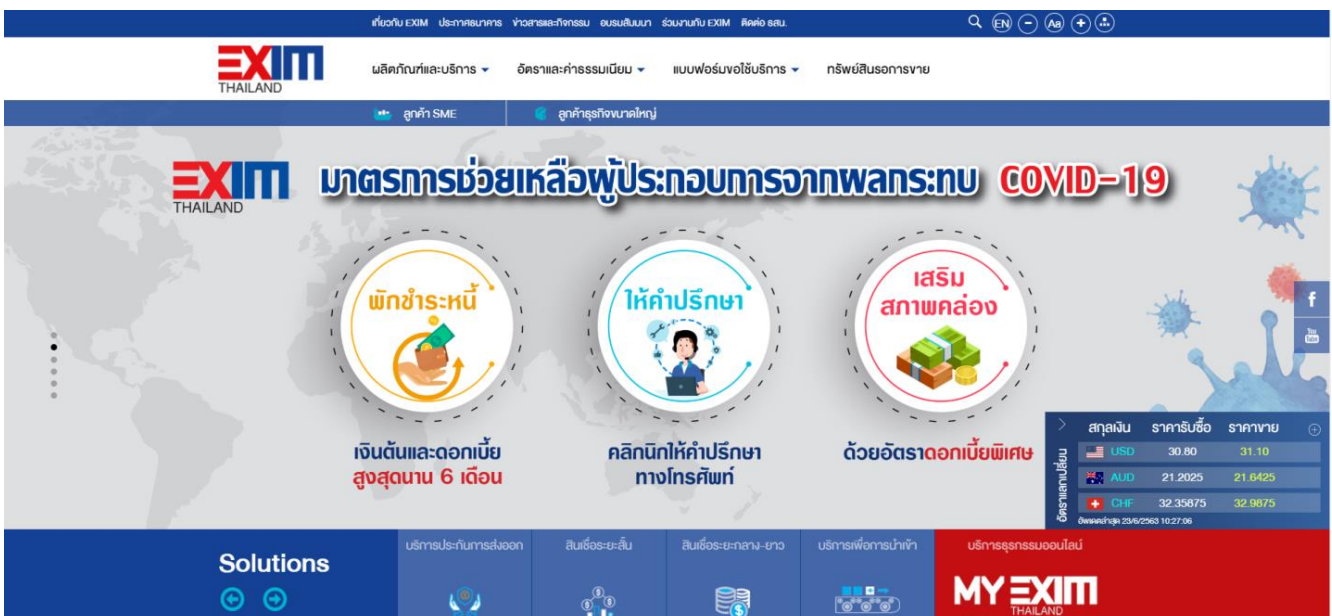 เกี่ยวกับ EXIM ประกาศธนาคาร ข่าวสารและกิจกรรม อบรมสัมมนา ร่วมงานกับ EXIM ติดต่อ ธสน.
EN - Aa +
EXIM
THAILAND
ผลิตภัณฑ์และบริการ อัตราและค่าธรรมเนียม แบบฟอร์มขอใช้บริการ ทรัพย์สินรอการขาย
ลูกค้า SME ลูกค้าธุรกิจขนาดใหญ่
EXIM
THAILAND
มาตรการช่วยเหลือผู้ประกอบการจากผลกระทบ COVID-19
พักชำระหนี้
เงินต้นและดอกเบี้ย
สูงสุดนาน 6 เดือน
ให้คำปรึกษา
คลินิกให้คำปรึกษา
ทางโทรศัพท์
เสริม
สภาพคล่อง
ด้วยอัตราดอกเบี้ยพิเศษ
f
You
Tube
อัตราแลกเปลี่ยน
สกุลเงิน ราคารับซื้อ ราคาขาย
USD 30.80 31.10
AUD 21.2025 21.6425
CHF 32.35875 32.9875
อัพเดตล่าสุด 23/6/2563 10:27:06
Solutions
บริการประกันการส่งออก
สินเชื่อระยะสั้น
สินเชื่อระยะกลาง-ยาว
บริการเพื่อการนำเข้า
บริการธุรกรรมออนไลน์
MY EXIM
THAILAND